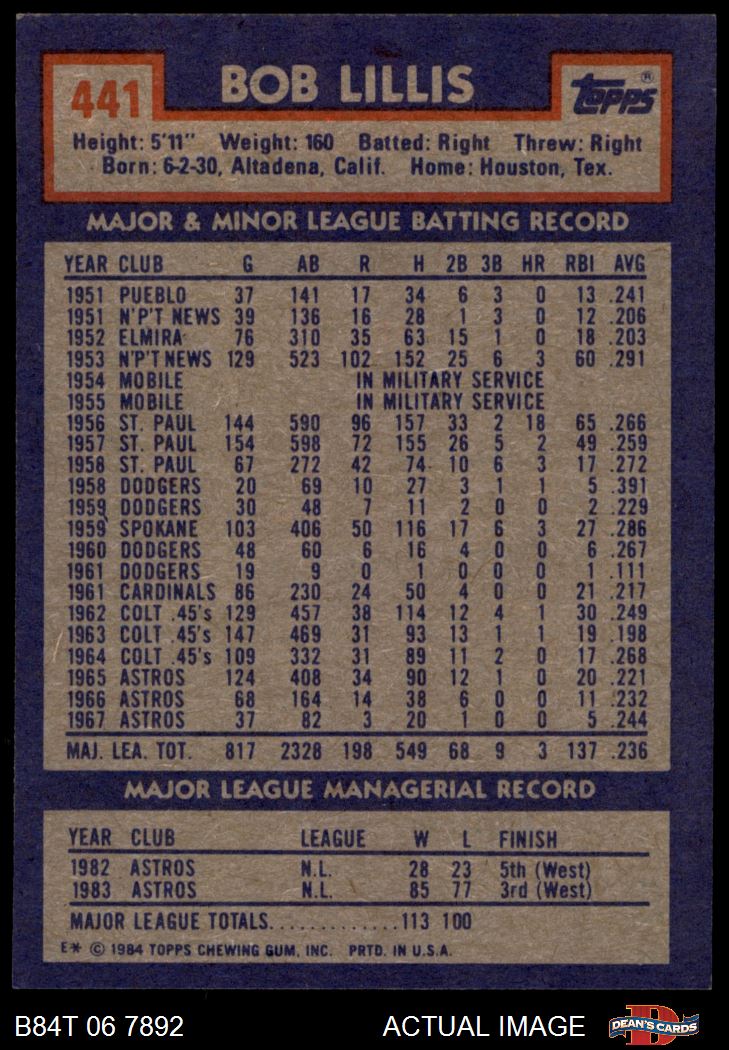 441 BOB LILLIS topps®
Height: 5'11" Weight: 160 Batted: Right Threw: Right
Born: 6-2-30, Altadena, Calif. Home: Houston, Tex.
MAJOR & MINOR LEAGUE BATTING RECORD
YEAR CLUB G AB R H 2B 3B HR RBI AVG
1951 PUEBLO 37 141 17 34 6 3 0 13 .241
1951 N'P'T NEWS 39 136 16 28 1 3 0 12 .206
1952 ELMIRA 76 310 35 63 15 1 0 18 .203
1953 N'P'T NEWS 129 523 102 152 25 6 3 60 .291
1954 MOBILE IN MILITARY SERVICE
1955 MOBILE IN MILITARY SERVICE
1956 ST. PAUL 144 590 96 157 33 2 18 65 .266
1957 ST. PAUL 154 598 72 155 26 5 2 49 .259
1958 ST. PAUL 67 272 42 74 10 6 3 17 .272
1958 DODGERS 20 69 10 27 3 1 1 5 .391
1959 DODGERS 30 48 7 11 2 0 0 2 .229
1959 SPOKANE 103 406 50 116 17 6 3 27 .286
1960 DODGERS 48 60 6 16 4 0 0 6 .267
1961 DODGERS 19 9 0 1 0 0 0 1 .111
1961 CARDINALS 86 230 24 50 4 0 0 21 .217
1962 COLT .45's 129 457 38 114 12 4 1 30 .249
1963 COLT .45's 147 469 31 93 13 1 1 19 .198
1964 COLT .45's 109 332 31 89 11 2 0 17 .268
1965 ASTROS 124 408 34 90 12 1 0 20 .221
1966 ASTROS 68 164 14 38 6 0 0 11 .232
1967 ASTROS 37 82 3 20 1 0 0 5 .244
MAJ. LEA. TOT. 817 2328 198 549 68 9 3 137 .236
MAJOR LEAGUE MANAGERIAL RECORD
YEAR CLUB LEAGUE W L FINISH
1982 ASTROS N.L. 28 23 5th (West)
1983 ASTROS N.L. 85 77 3rd (West)
MAJOR LEAGUE TOTALS.............113 100
E* © 1984 TOPPS CHEWING GUM, INC. PRTD. IN U.S.A.
B84T 06 7892 ACTUAL IMAGE D DEAN'S CARDS